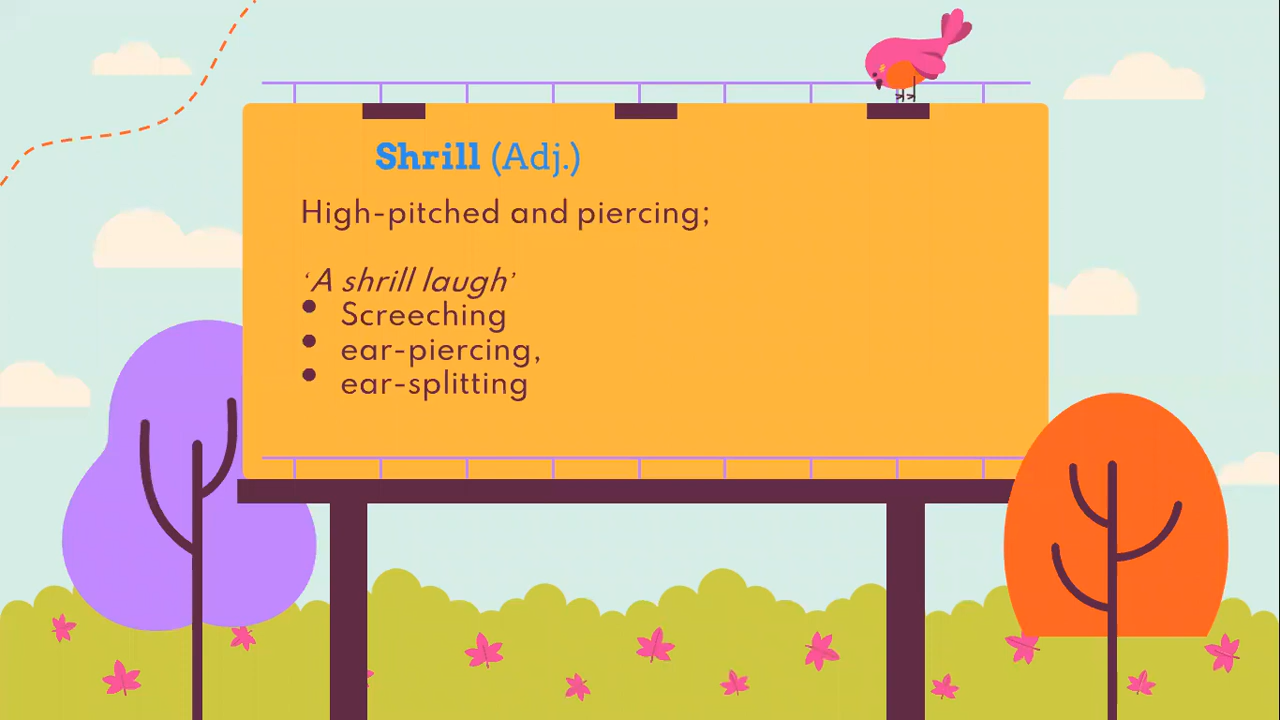 Shrill (Adj.)
High-pitched and piercing;
‘A shrill laugh’
• Screeching
• ear-piercing,
• ear-splitting